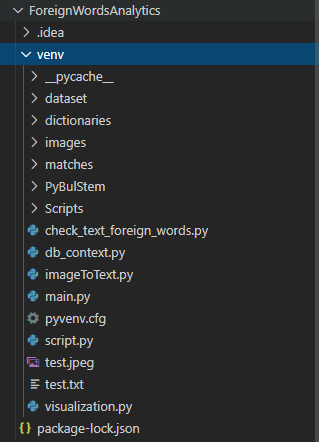 ForeignWordsAnalytics
.idea
venv
__pycache__
dataset
dictionaries
images
matches
PyBulStem
Scripts
check_text_foreign_words.py
db_context.py
imageToText.py
main.py
pyvenv.cfg
script.py
test.jpeg
test.txt
visualization.py
package-lock.json